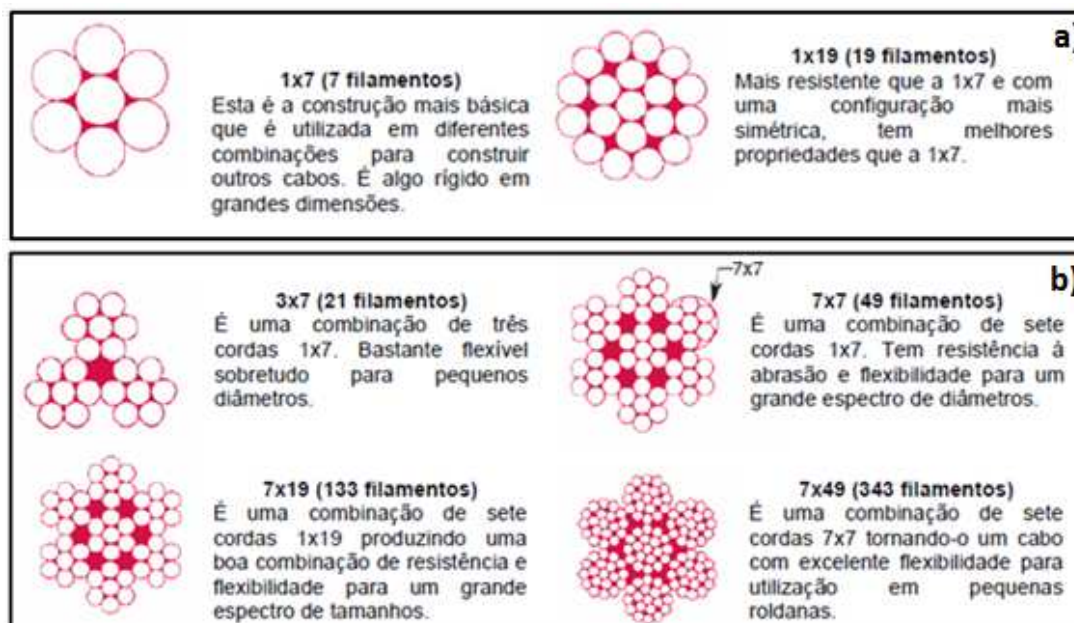 a)
1x7 (7 filamentos)
Esta é a construção mais básica
que é utilizada em diferentes
combinações para construir
outros cabos. É algo rígido em
grandes dimensões.
1x19 (19 filamentos)
Mais resistente que a 1x7 e com
uma configuração mais
simétrica, tem melhores
propriedades que a 1x7.
b)
3x7 (21 filamentos)
É uma combinação de três
cordas 1x7. Bastante flexível
sobretudo para pequenos
diâmetros.
7x7
7x7 (49 filamentos)
É uma combinação de sete
cordas 1x7. Tem resistência à
abrasão e flexibilidade para um
grande espectro de diâmetros.
7x19 (133 filamentos)
É uma combinação de sete
cordas 1x19 produzindo uma
boa combinação de resistência e
flexibilidade para um grande
espectro de tamanhos.
7x49 (343 filamentos)
É uma combinação de sete
cordas 7x7 tornando-o um cabo
com excelente flexibilidade para
utilização em pequenas
roldanas.